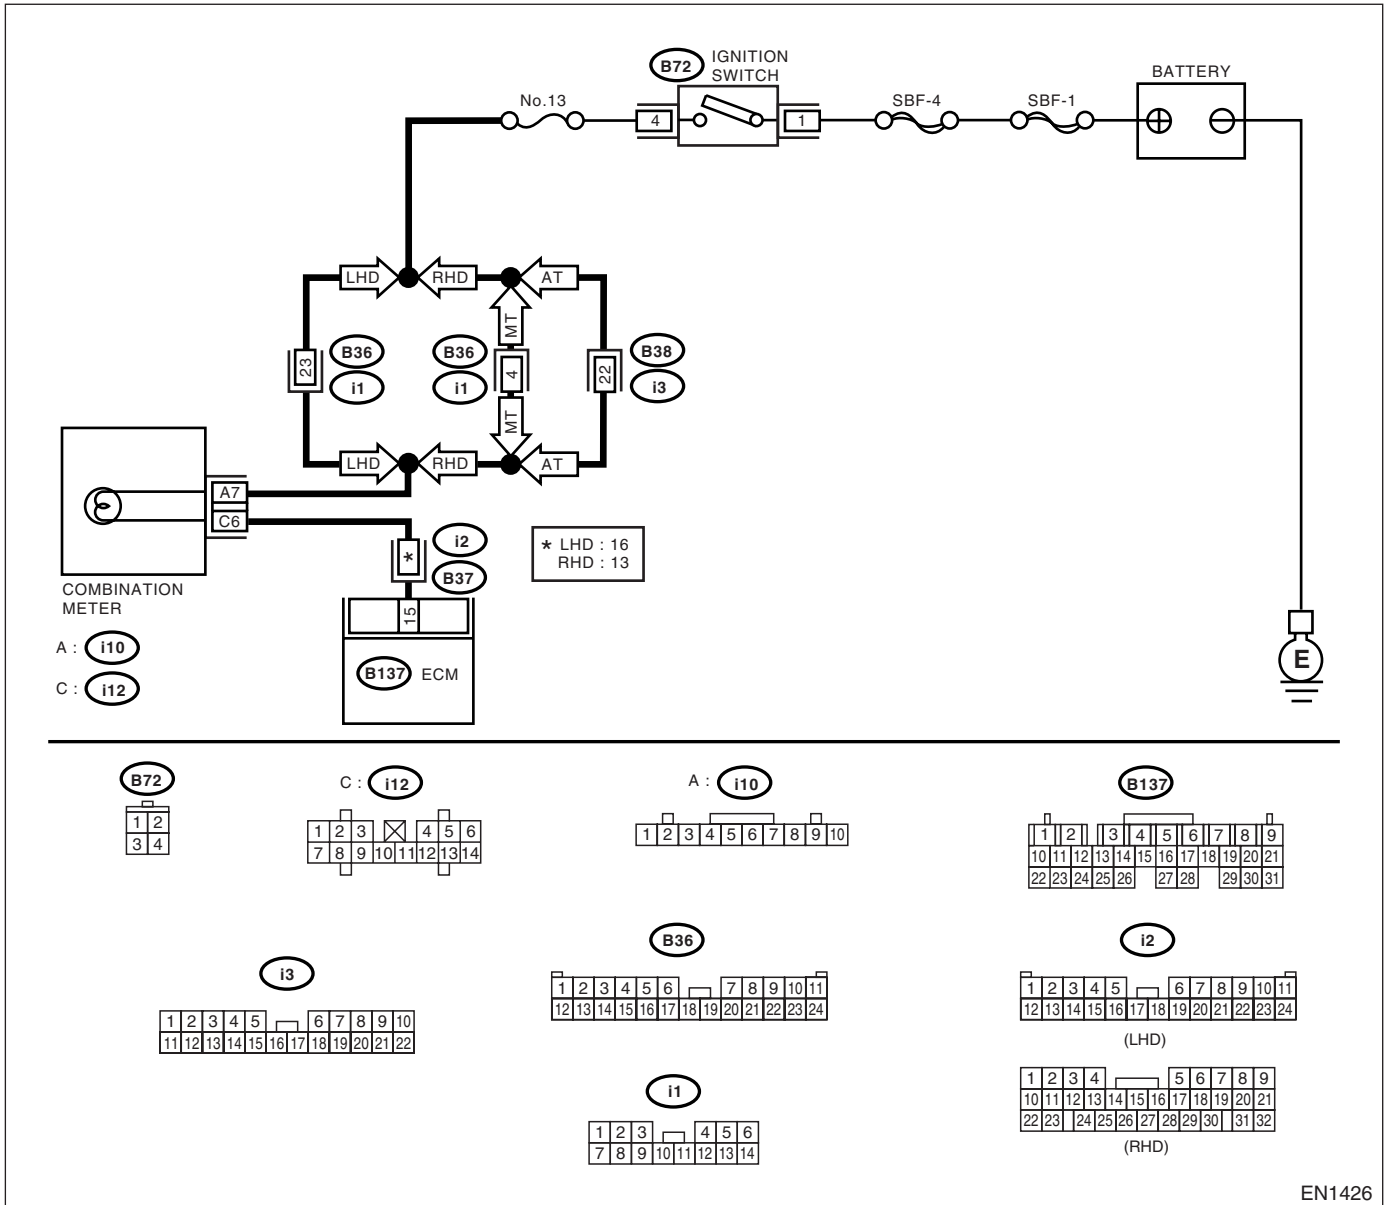 B72 IGNITION
SWITCH
BATTERY
No.13
4
1
SBF-4
SBF-1
LHD
RHD
AT
MT
23
B36
i1
B36
i1
4
22
B38
i3
MT
LHD
RHD
AT
A7
C6
COMBINATION
METER
*
i2
B37
* LHD : 16
RHD : 13
15
B137 ECM
A : i10
C : i12
E
B72
1 2
3 4
C : i12
1 2 3 4 5 6
7 8 9 10 11 12 13 14
A : i10
1 2 3 4 5 6 7 8 9 10
B137
1 2 3 4 5 6 7 8 9
10 11 12 13 14 15 16 17 18 19 20 21
22 23 24 25 26 27 28 29 30 31
i3
1 2 3 4 5 6 7 8 9 10
11 12 13 14 15 16 17 18 19 20 21 22
B36
1 2 3 4 5 6 7 8 9 10 11
12 13 14 15 16 17 18 19 20 21 22 23 24
i2
1 2 3 4 5 6 7 8 9 10 11
12 13 14 15 16 17 18 19 20 21 22 23 24
(LHD)
i1
1 2 3 4 5 6
7 8 9 10 11 12 13 14
1 2 3 4 5 6 7 8 9
10 11 12 13 14 15 16 17 18 19 20 21
22 23 24 25 26 27 28 29 30 31 32
(RHD)
EN1426